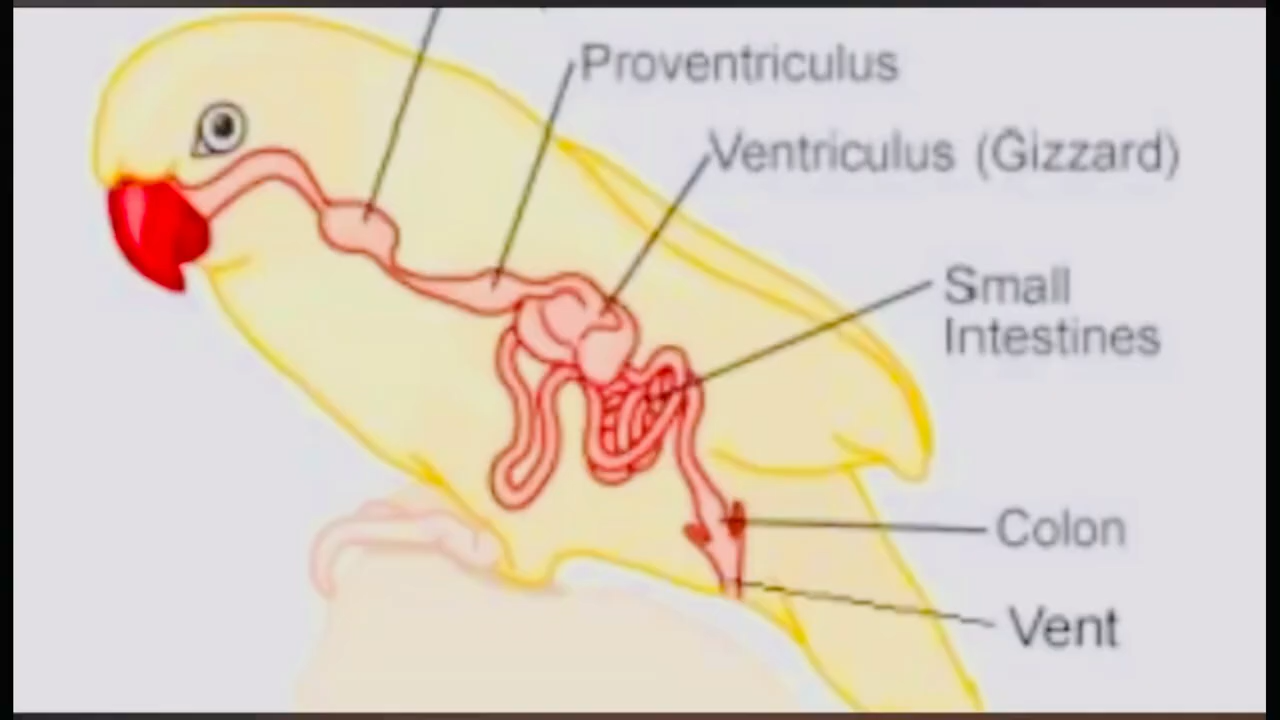 Proventriculus
Ventriculus (Gizzard)
Small
Intestines
Colon
Vent